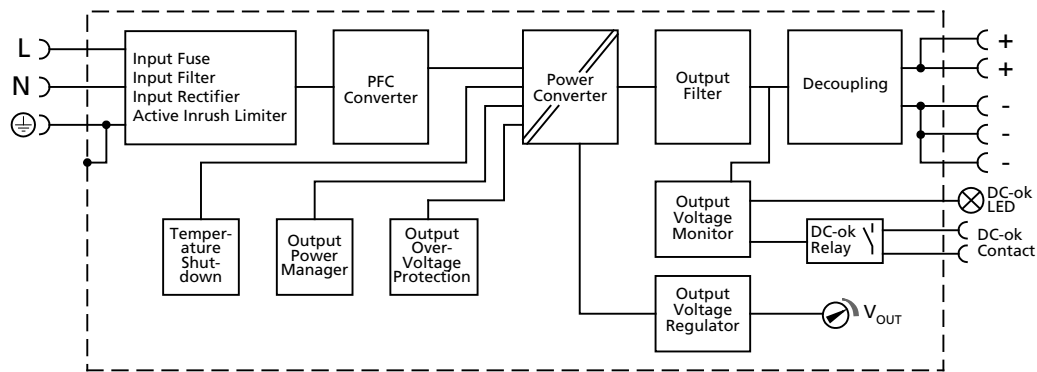 L
N
Input Fuse
Input Filter
Input Rectifier
Active Inrush Limiter
PFC
Converter
Power
Converter
Output
Filter
Decoupling
+
+
-
-
-
Temper-
ature
Shut-
down
Output
Power
Manager
Output
Over-
Voltage
Protection
Output
Voltage
Monitor
DC-ok
LED
DC-ok
Relay
DC-ok
Contact
Output
Voltage
Regulator
VOUT